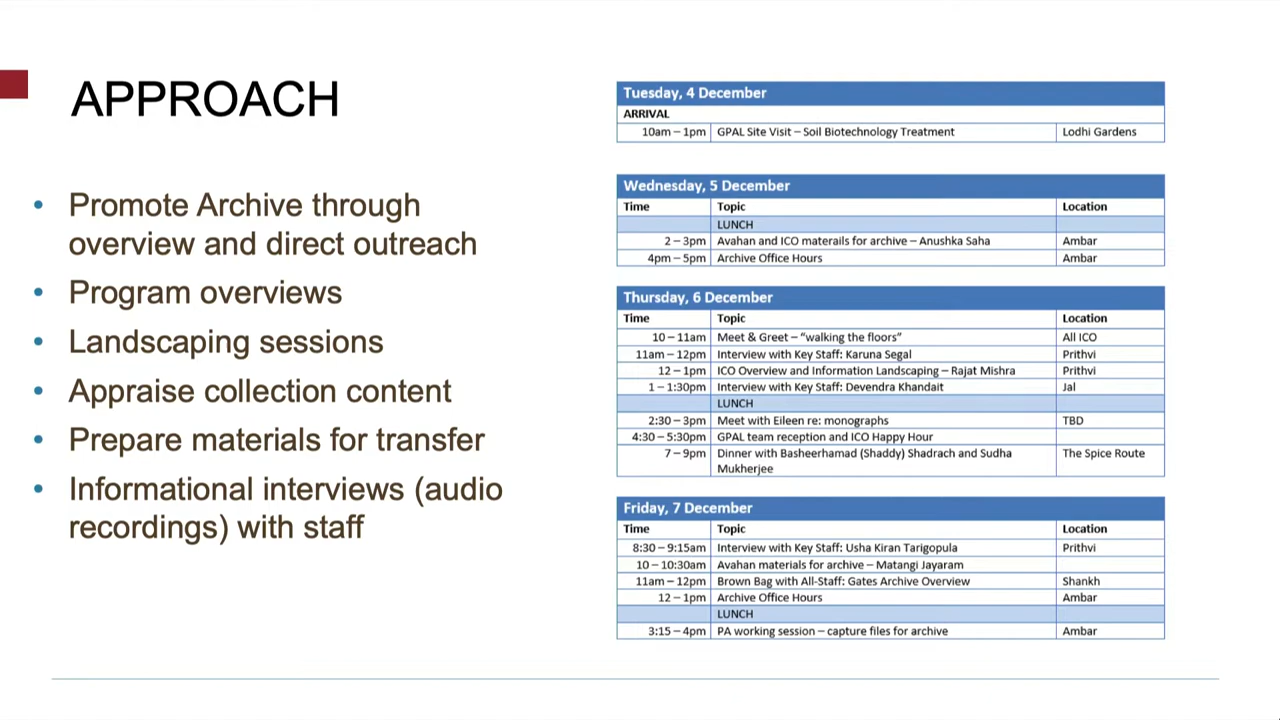 APPROACH
• Promote Archive through
overview and direct outreach
• Program overviews
• Landscaping sessions
• Appraise collection content
• Prepare materials for transfer
• Informational interviews (audio
recordings) with staff
Tuesday, 4 December
ARRIVAL
10am – 1pm GPAL Site Visit – Soil Biotechnology Treatment Lodhi Gardens
Wednesday, 5 December
Time Topic Location
LUNCH
2 – 3pm Avahan and ICO materails for archive – Anushka Saha Ambar
4pm – 5pm Archive Office Hours Ambar
Thursday, 6 December
Time Topic Location
10 – 11am Meet & Greet – “walking the floors” All ICO
11am – 12pm Interview with Key Staff: Karuna Segal Prithvi
12 – 1pm ICO Overview and Information Landscaping – Rajat Mishra Prithvi
1 – 1:30pm Interview with Key Staff: Devendra Khandait Jal
LUNCH
2:30 – 3pm Meet with Eileen re: monographs TBD
4:30 – 5:30pm GPAL team reception and ICO Happy Hour
7 – 9pm Dinner with Basheerhamad (Shaddy) Shadrach and Sudha The Spice Route
Mukherjee
Friday, 7 December
Time Topic Location
8:30 – 9:15am Interview with Key Staff: Usha Kiran Tarigopula Prithvi
10 – 10:30am Avahan materials for archive – Matangi Jayaram
11am – 12pm Brown Bag with All-Staff: Gates Archive Overview Shankh
12 – 1pm Archive Office Hours Ambar
LUNCH
3:15 – 4pm PA working session – capture files for archive Ambar